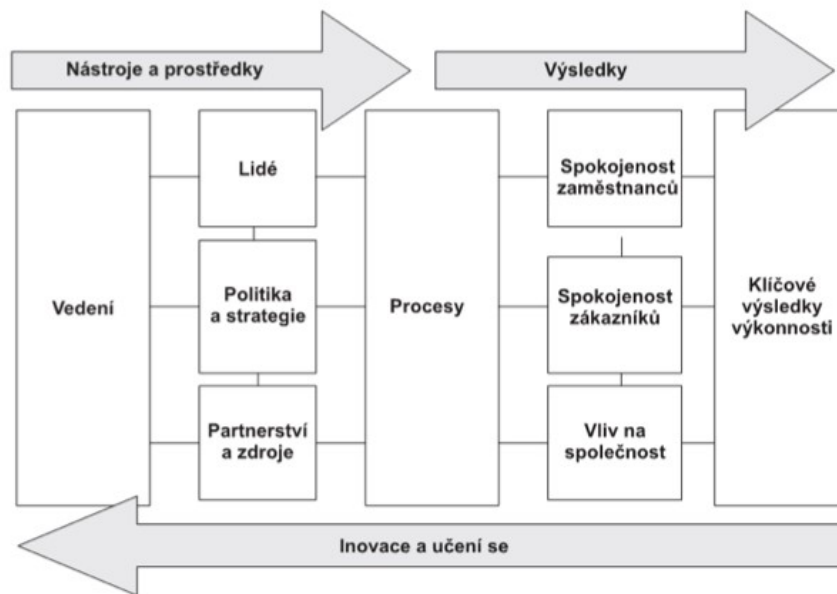 Nástroje a prostředky
Výsledky
Vedení
Lidé
Politika
a strategie
Partnerství
a zdroje
Procesy
Spokojenost
zaměstnanců
Spokojenost
zákazníků
Vliv na
společnost
Klíčové
výsledky
výkonnosti
Inovace a učení se